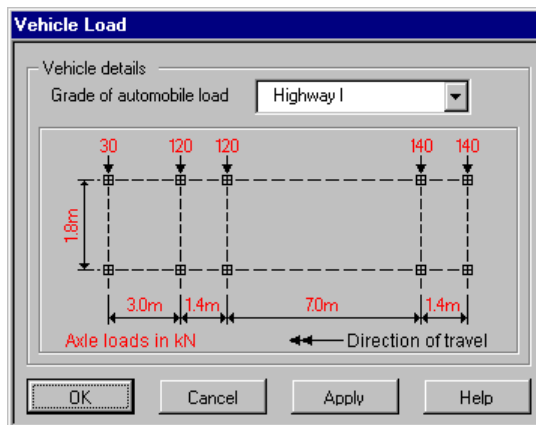 Vehicle Load
Vehicle details
Grade of automobile load Highway I
30 120 120 140 140
1.8m
3.0m 1.4m 7.0m 1.4m
Axle loads in kN Direction of travel
OK Cancel Apply Help